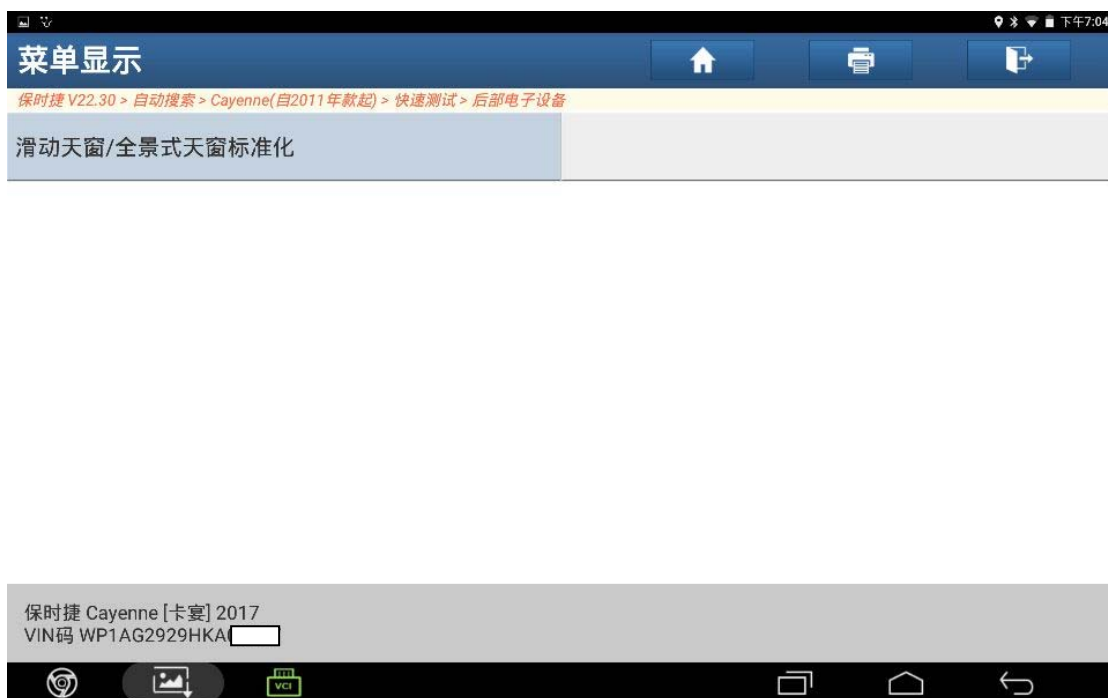 下午7:04
菜单显示
保时捷 V22.30 > 自动搜索 > Cayenne(自2011年款起) > 快速测试 > 后部电子设备
滑动天窗/全景式天窗标准化
保时捷 Cayenne [卡宴] 2017
VIN码 WP1AG2929HKA
VCI